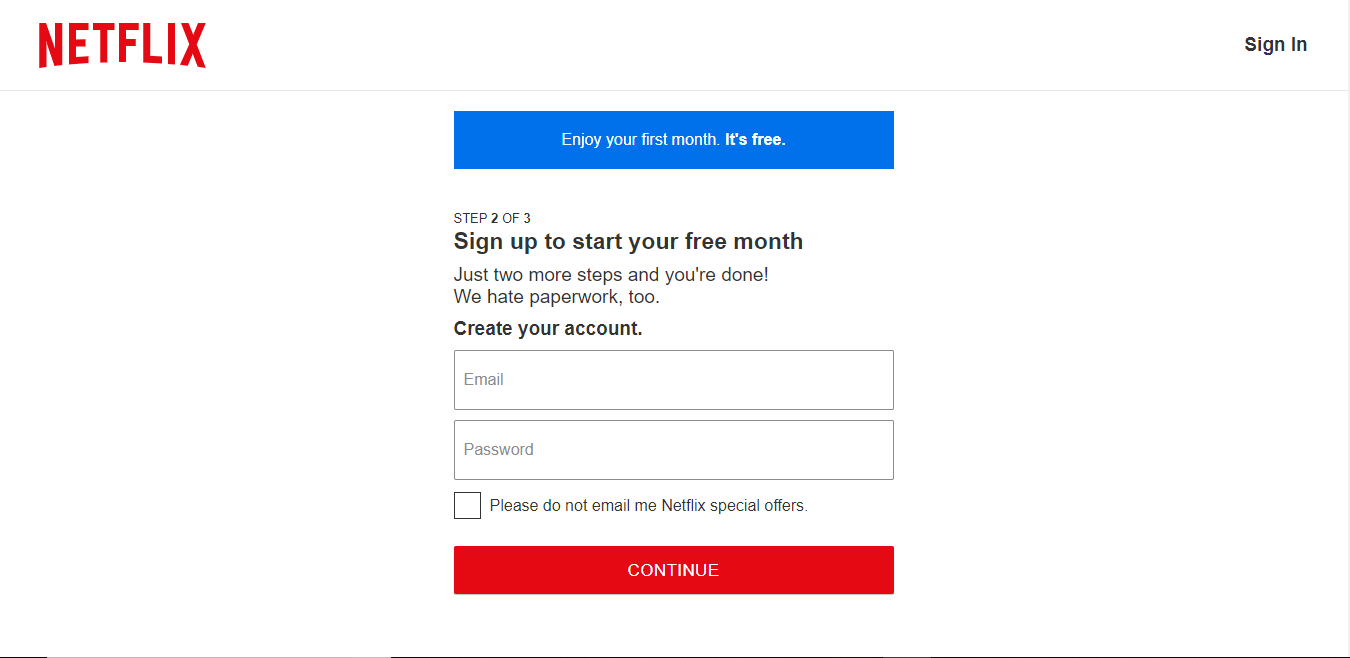 NETFLIX
Sign In
Enjoy your first month. It's free.
STEP 2 OF 3
Sign up to start your free month
Just two more steps and you're done!
We hate paperwork, too.
Create your account.
Email
Password
Please do not email me Netflix special offers.
CONTINUE